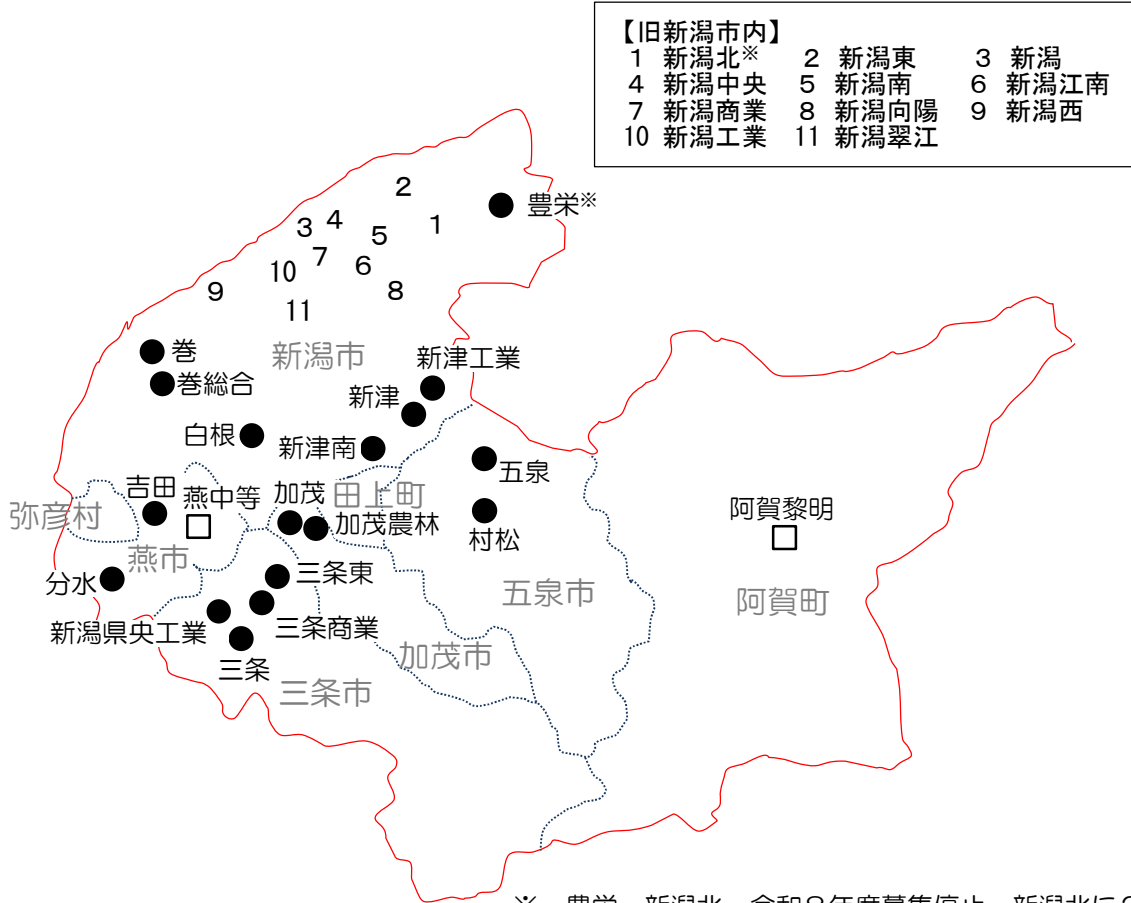 【旧新潟市内】
1 新潟北※ 2 新潟東 3 新潟
4 新潟中央 5 新潟南 6 新潟江南
7 新潟商業 8 新潟向陽 9 新潟西
10 新潟工業 11 新潟翠江
2
豊栄※
3 4 1
5
7
10 6
9 8
11
巻
新潟市
新津工業
巻総合
新津
白根
新津南
五泉
吉田
燕中等
加茂
田上町
弥彦村
加茂農林
村松
阿賀黎明
燕市
分水
三条東
五泉市
阿賀町
新潟県央工業
三条商業
加茂市
三条
三条市
※ 豊栄、新潟北